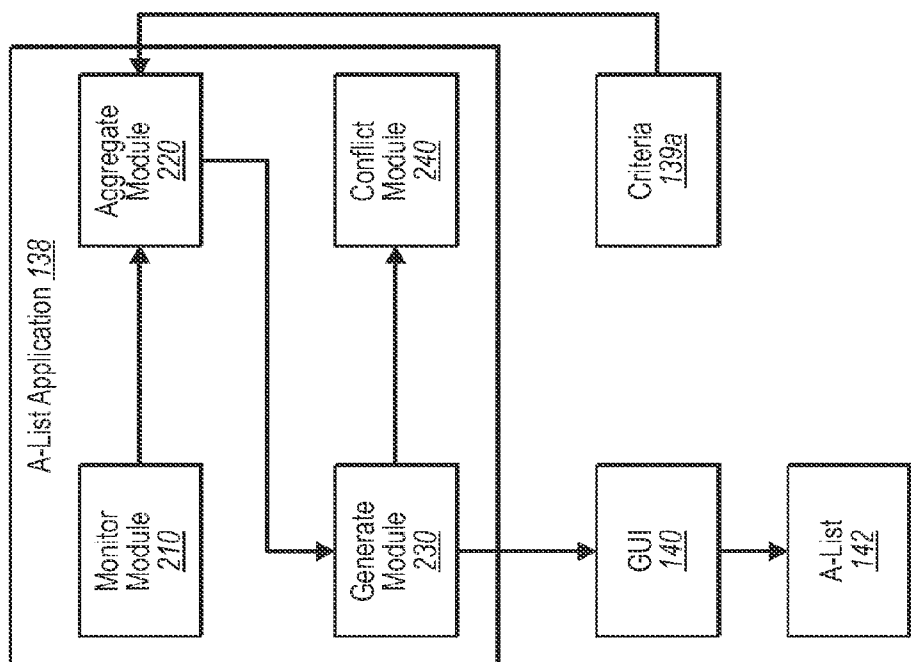 A-List Application 138
Monitor
Module
210
Aggregate
Module
220
Generate
Module
230
Conflict
Module
240
GUI
140
Criteria
139a
A-List
142